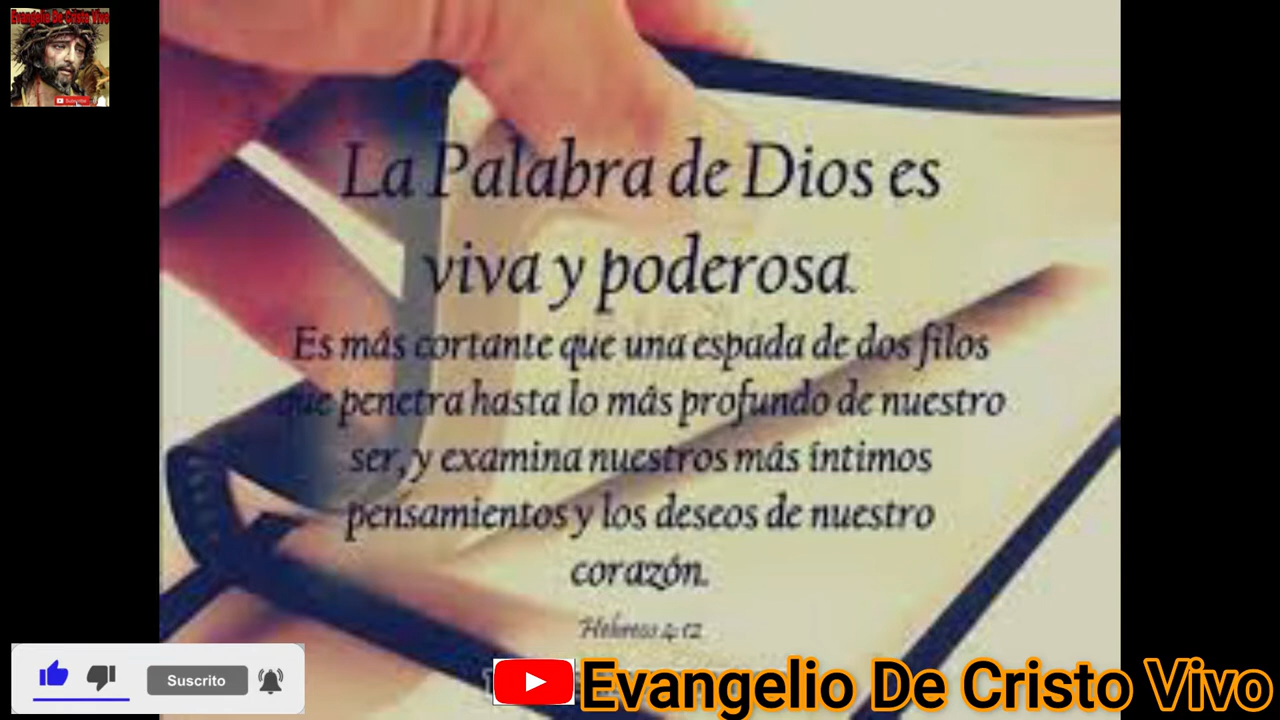 Evangelio De Cristo Vivo
La Palabra de Dios es
viva y poderosa.
Es más cortante que una espada de dos filos
que penetra hasta lo más profundo de nuestro
ser, y examina nuestros más íntimos
pensamientos y los deseos de nuestro
corazón.
4:12
Suscrito
Evangelio De Cristo Vivo